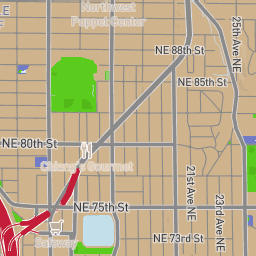 LE
Northwest
Puppet Center
25th Ave NE
NE 88th St
NE 85th St
NE 80th St
Gourmet
21st Ave NE
23rd Ave NE
NE 75th St
NE 73rd St
Safeway